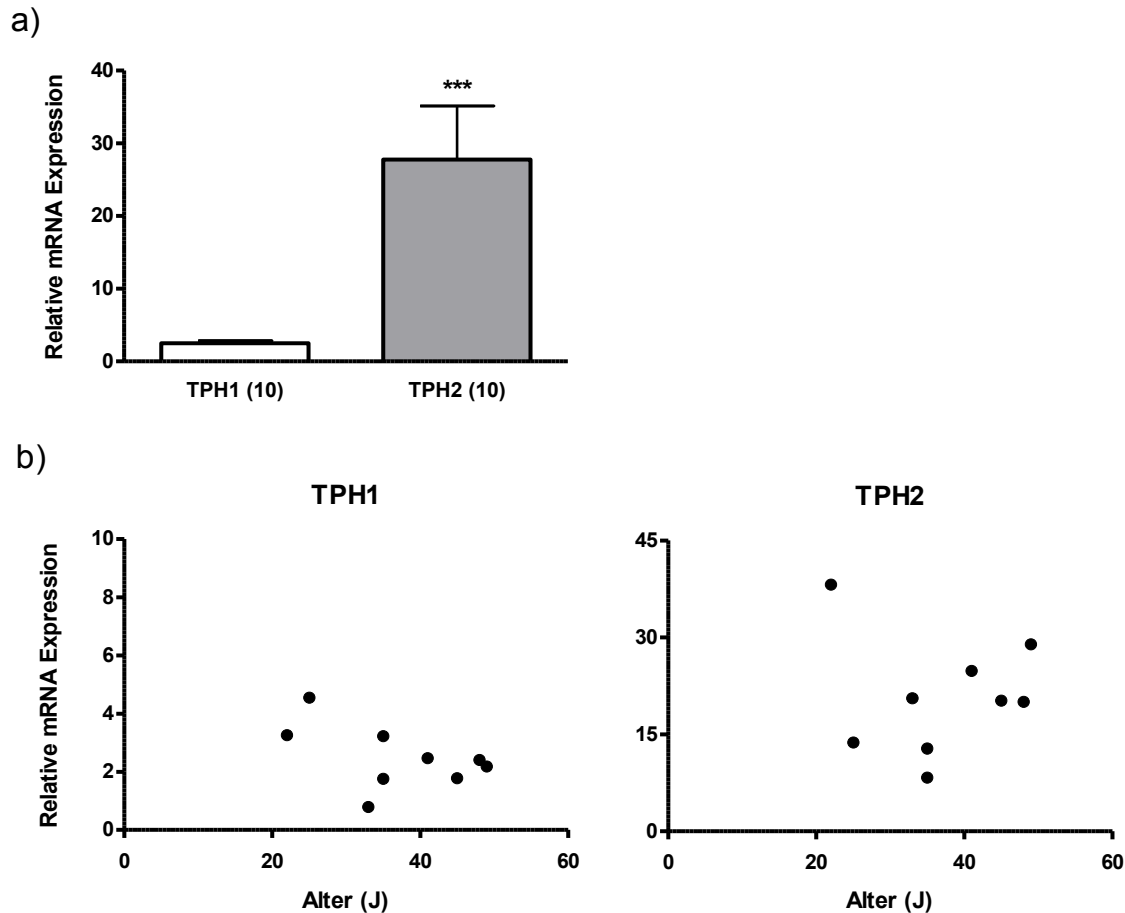 a)
Relative mRNA Expression
40
30
20
10
0
***
TPH1 (10)
TPH2 (10)
b)
TPH1
Relative mRNA Expression
10
8
6
4
2
0
0
20
40
60
Alter (J)
TPH2
45
30
15
0
0
20
40
60
Alter (J)